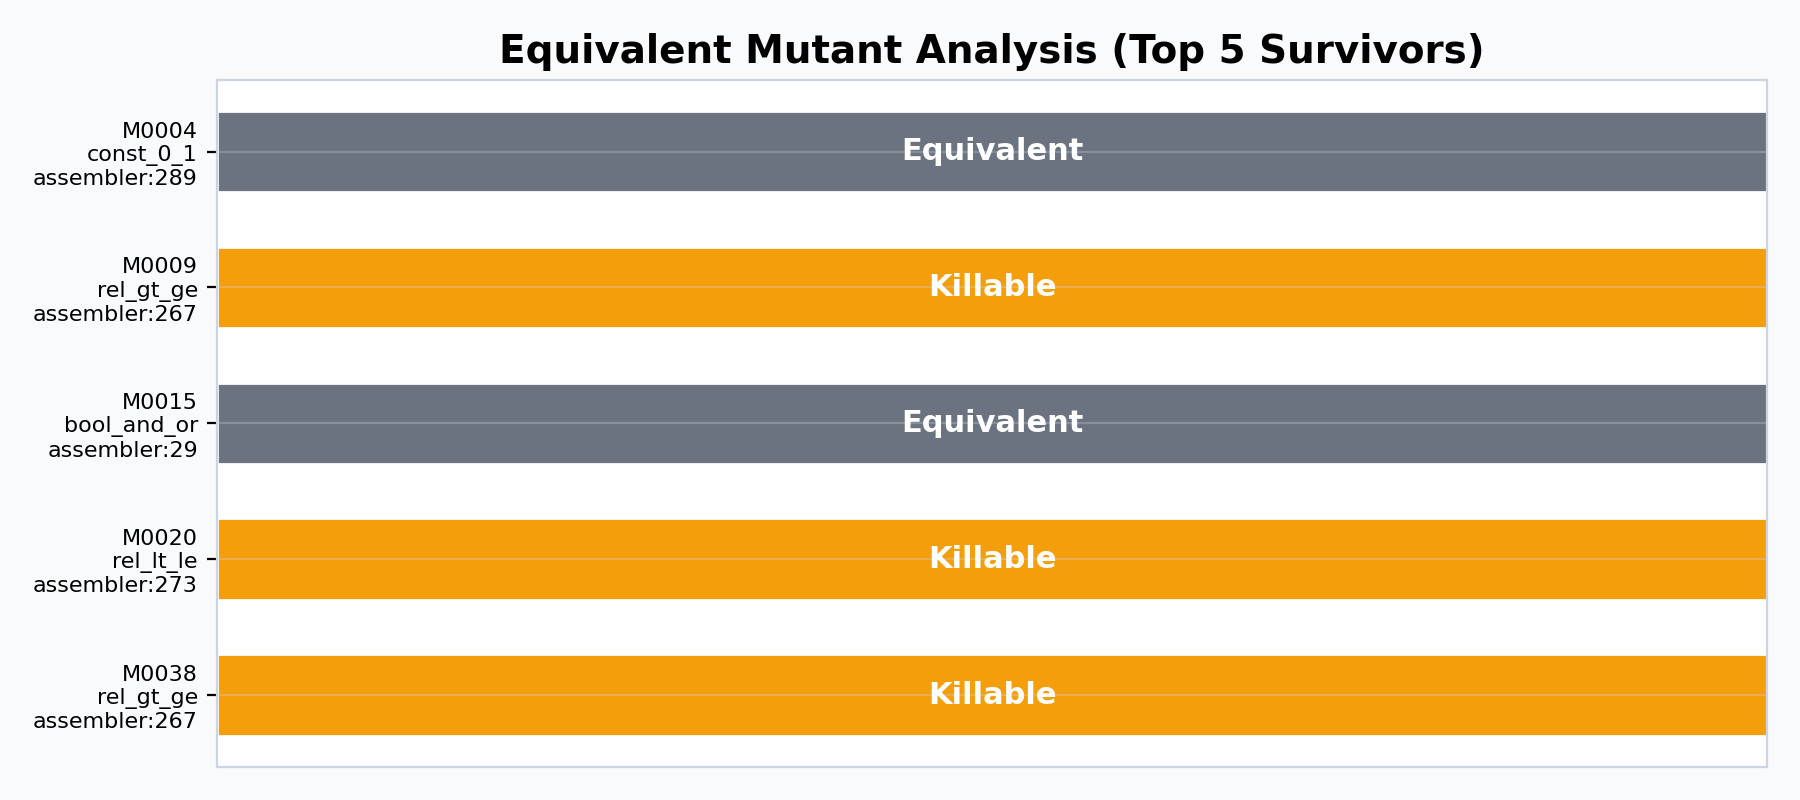 Equivalent Mutant Analysis (Top 5 Survivors)
M0004
const_0_1
assembler:289
Equivalent
M0009
rel_gt_ge
assembler:267
Killable
M0015
bool_and_or
assembler:29
Equivalent
M0020
rel_lt_le
assembler:273
Killable
M0038
rel_gt_ge
assembler:267
Killable